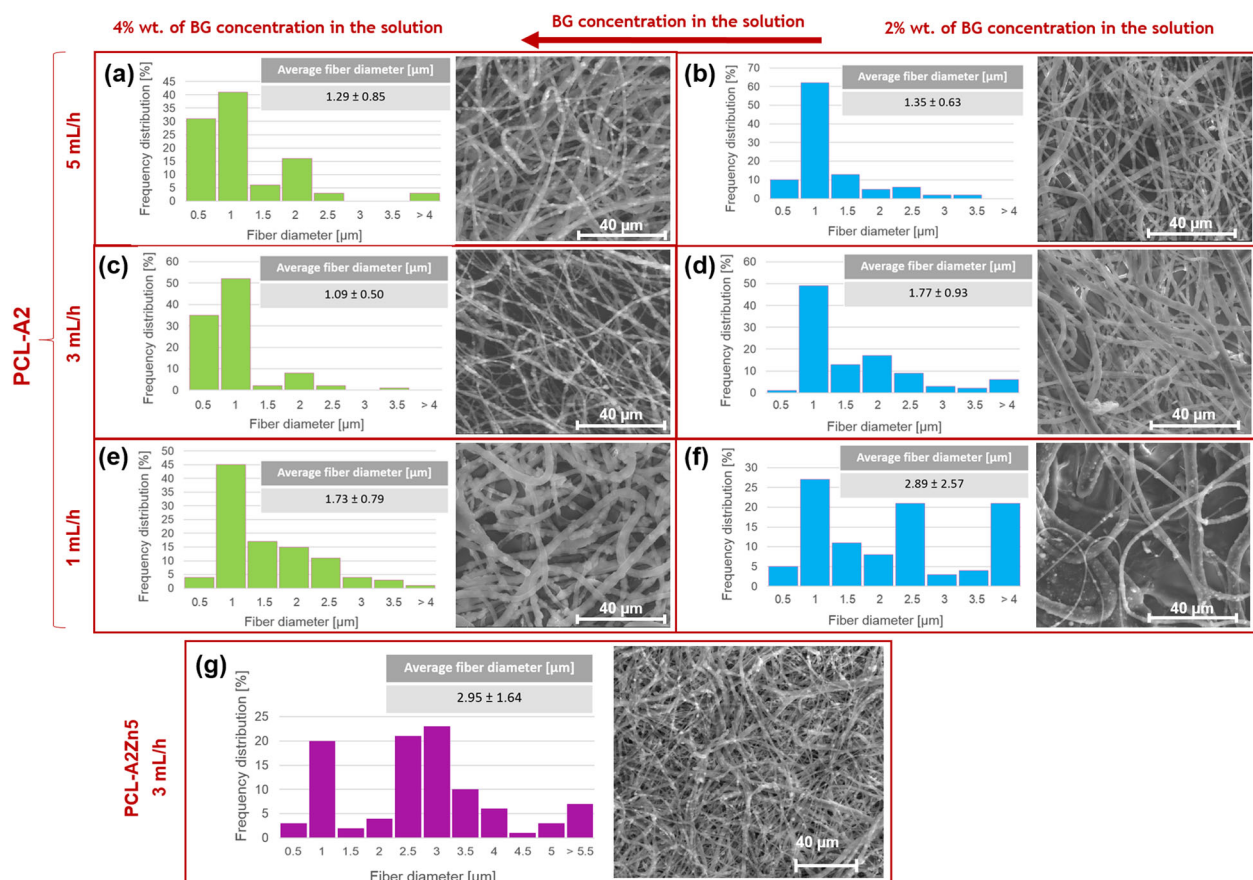 4% wt. of BG concentration in the solution
BG concentration in the solution
2% wt. of BG concentration in the solution
PCL-A2
5 mL/h
(a)
Average fiber diameter [µm]
1.29 ± 0.85
Frequency distribution [%]
45
40
35
30
25
20
15
10
5
0
0.5 1 1.5 2 2.5 3 3.5 > 4
Fiber diameter [µm]
40 µm
(b)
Average fiber diameter [µm]
1.35 ± 0.63
Frequency distribution [%]
70
60
50
40
30
20
10
0
0.5 1 1.5 2 2.5 3 3.5 > 4
Fiber diameter [µm]
40 µm
3 mL/h
(c)
Average fiber diameter [µm]
1.09 ± 0.50
Frequency distribution [%]
60
50
40
30
20
10
0
0.5 1 1.5 2 2.5 3 3.5 > 4
Fiber diameter [µm]
40 µm
(d)
Average fiber diameter [µm]
1.77 ± 0.93
Frequency distribution [%]
60
50
40
30
20
10
0
0.5 1 1.5 2 2.5 3 3.5 > 4
Fiber diameter [µm]
40 µm
1 mL/h
(e)
Average fiber diameter [µm]
1.73 ± 0.79
Frequency distribution [%]
50
45
40
35
30
25
20
15
10
5
0
0.5 1 1.5 2 2.5 3 3.5 > 4
Fiber diameter [µm]
40 µm
(f)
Average fiber diameter [µm]
2.89 ± 2.57
Frequency distribution [%]
30
25
20
15
10
5
0
0.5 1 1.5 2 2.5 3 3.5 > 4
Fiber diameter [µm]
40 µm
PCL-A2Zn5
3 mL/h
(g)
Average fiber diameter [µm]
2.95 ± 1.64
Frequency distribution [%]
25
20
15
10
5
0
0.5 1 1.5 2 2.5 3 3.5 4 4.5 5 > 5.5
Fiber diameter [µm]
40 µm